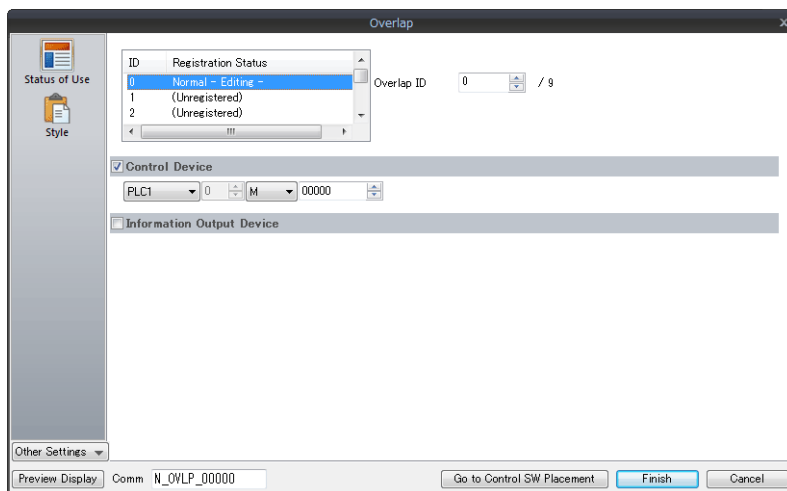 Overlap
Status of Use
Style
ID Registration Status
0 Normal - Editing -
1 (Unregistered)
2 (Unregistered)
Overlap ID 0 / 9
Control Device
PLC1 0 M 00000
Information Output Device
Other Settings
Preview Display Comm N_OVLP_00000 Go to Control SW Placement Finish Cancel